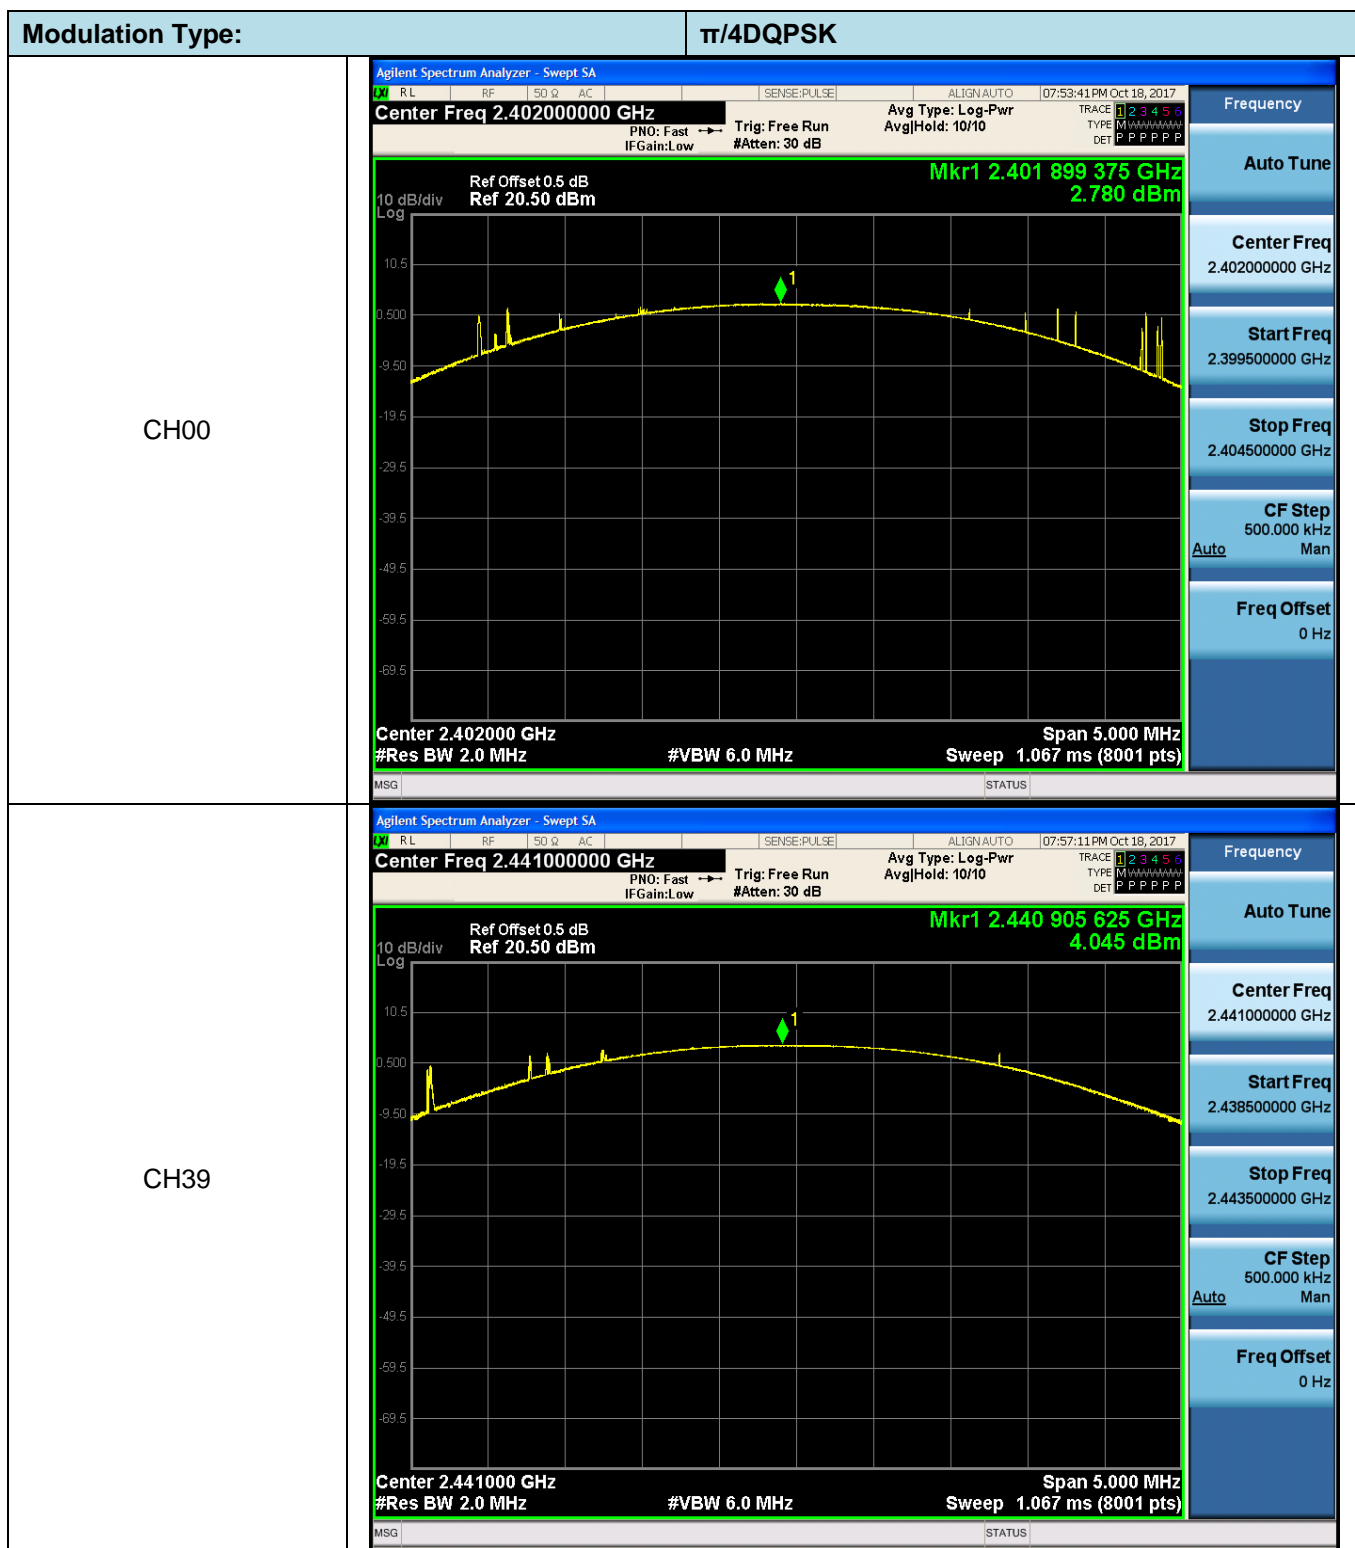 Modulation Type: π/4DQPSK
CH00
Agilent Spectrum Analyzer - Swept SA
LXI RL RF 50 Ω AC SENSE:PULSE ALIGN AUTO 07:53:41 PM Oct 18, 2017
Center Freq 2.402000000 GHz
PNO: Fast
IFGain:Low
Trig: Free Run
#Atten: 30 dB
Avg Type: Log-Pwr
Avg|Hold: 10/10
TRACE 1 2 3 4 5 6
TYPE M
DET P P P P P P
Mkr1 2.401 899 375 GHz
2.780 dBm
Ref Offset 0.5 dB
10 dB/div Ref 20.50 dBm
Log
10.5
1
0.500
-9.50
-19.5
-29.5
-39.5
-49.5
-59.5
-69.5
Center 2.402000 GHz Span 5.000 MHz
#Res BW 2.0 MHz #VBW 6.0 MHz Sweep 1.067 ms (8001 pts)
MSG STATUS
Frequency
Auto Tune
Center Freq
2.402000000 GHz
Start Freq
2.399500000 GHz
Stop Freq
2.404500000 GHz
CF Step
500.000 kHz
Auto Man
Freq Offset
0 Hz
CH39
Agilent Spectrum Analyzer - Swept SA
LXI RL RF 50 Ω AC SENSE:PULSE ALIGN AUTO 07:57:11 PM Oct 18, 2017
Center Freq 2.441000000 GHz
PNO: Fast
IFGain:Low
Trig: Free Run
#Atten: 30 dB
Avg Type: Log-Pwr
Avg|Hold: 10/10
TRACE 1 2 3 4 5 6
TYPE M
DET P P P P P P
Mkr1 2.440 905 625 GHz
4.045 dBm
Ref Offset 0.5 dB
10 dB/div Ref 20.50 dBm
Log
10.5
1
0.500
-9.50
-19.5
-29.5
-39.5
-49.5
-59.5
-69.5
Center 2.441000 GHz Span 5.000 MHz
#Res BW 2.0 MHz #VBW 6.0 MHz Sweep 1.067 ms (8001 pts)
MSG STATUS
Frequency
Auto Tune
Center Freq
2.441000000 GHz
Start Freq
2.438500000 GHz
Stop Freq
2.443500000 GHz
CF Step
500.000 kHz
Auto Man
Freq Offset
0 Hz